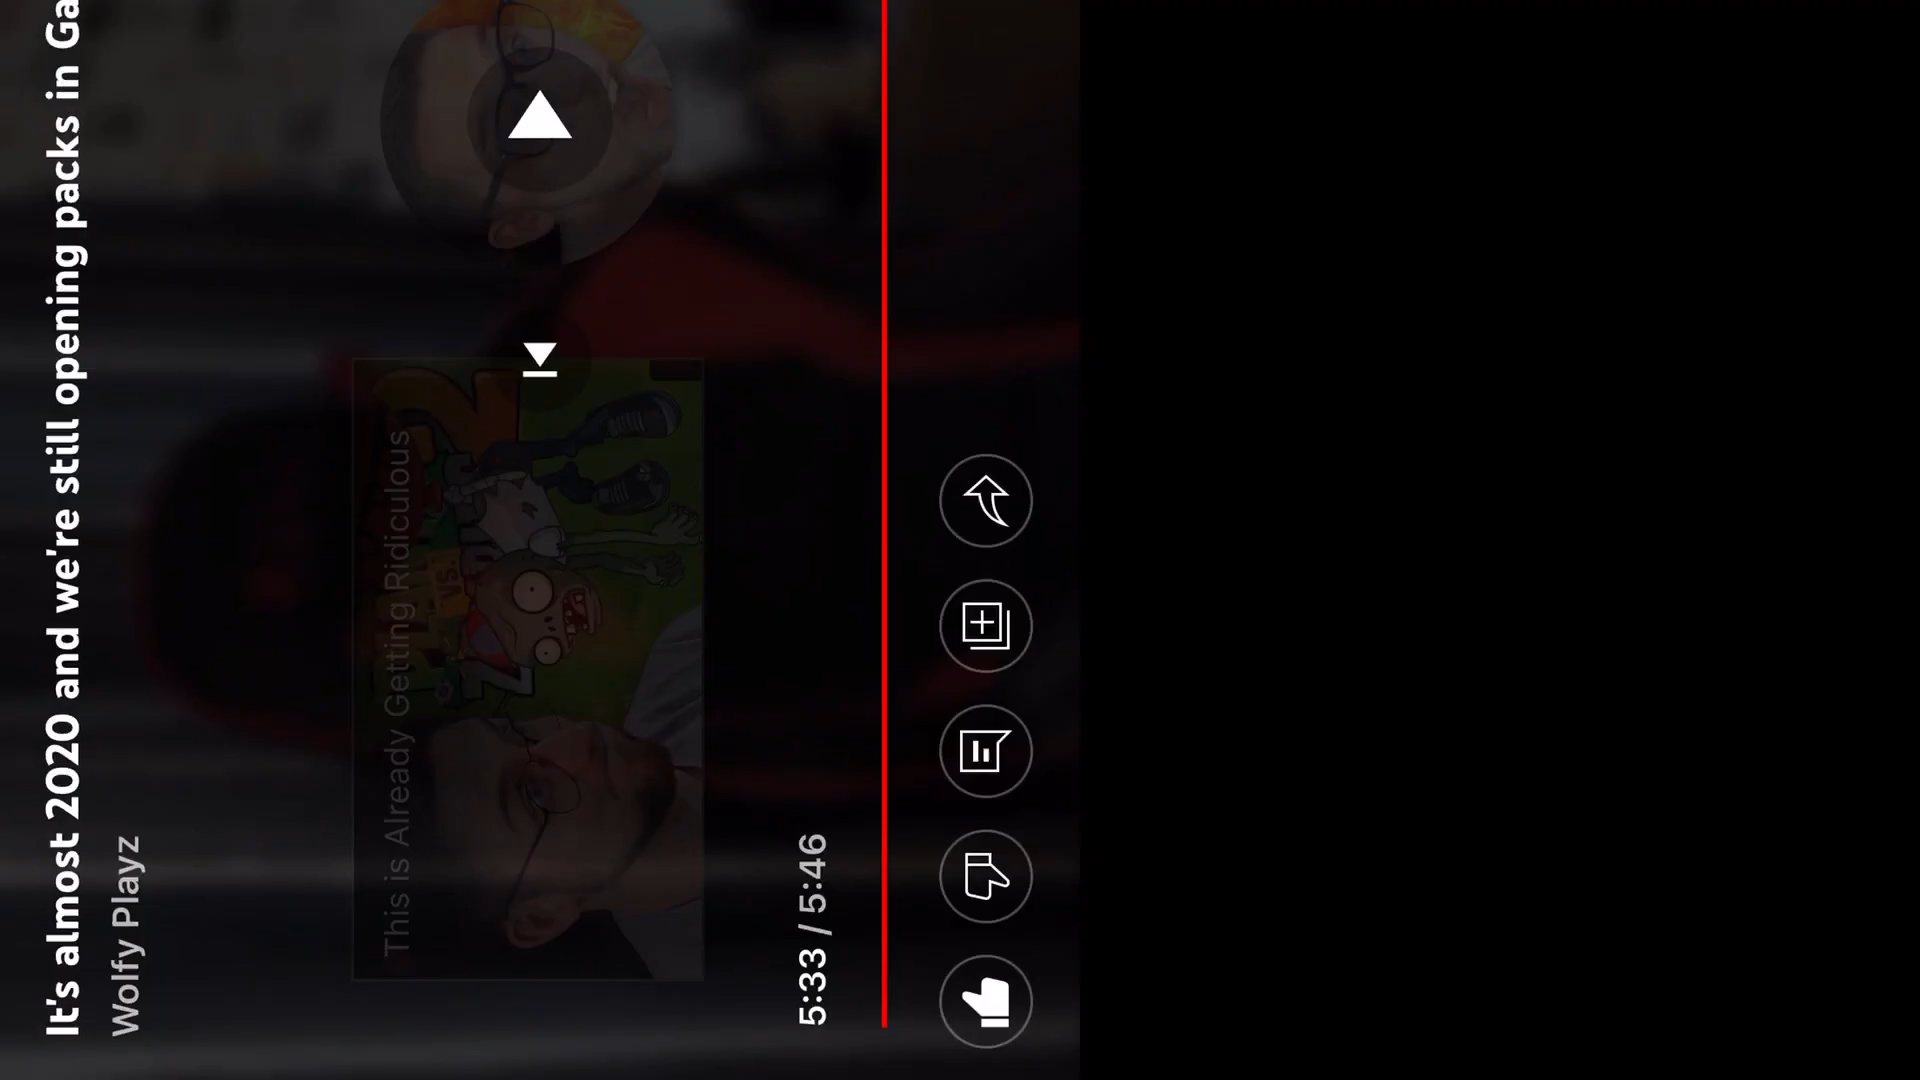 It's almost 2020 and we're still opening packs in Ga
Wolfy Playz
This is Already Getting Ridiculous
VS.
5:33 / 5:46